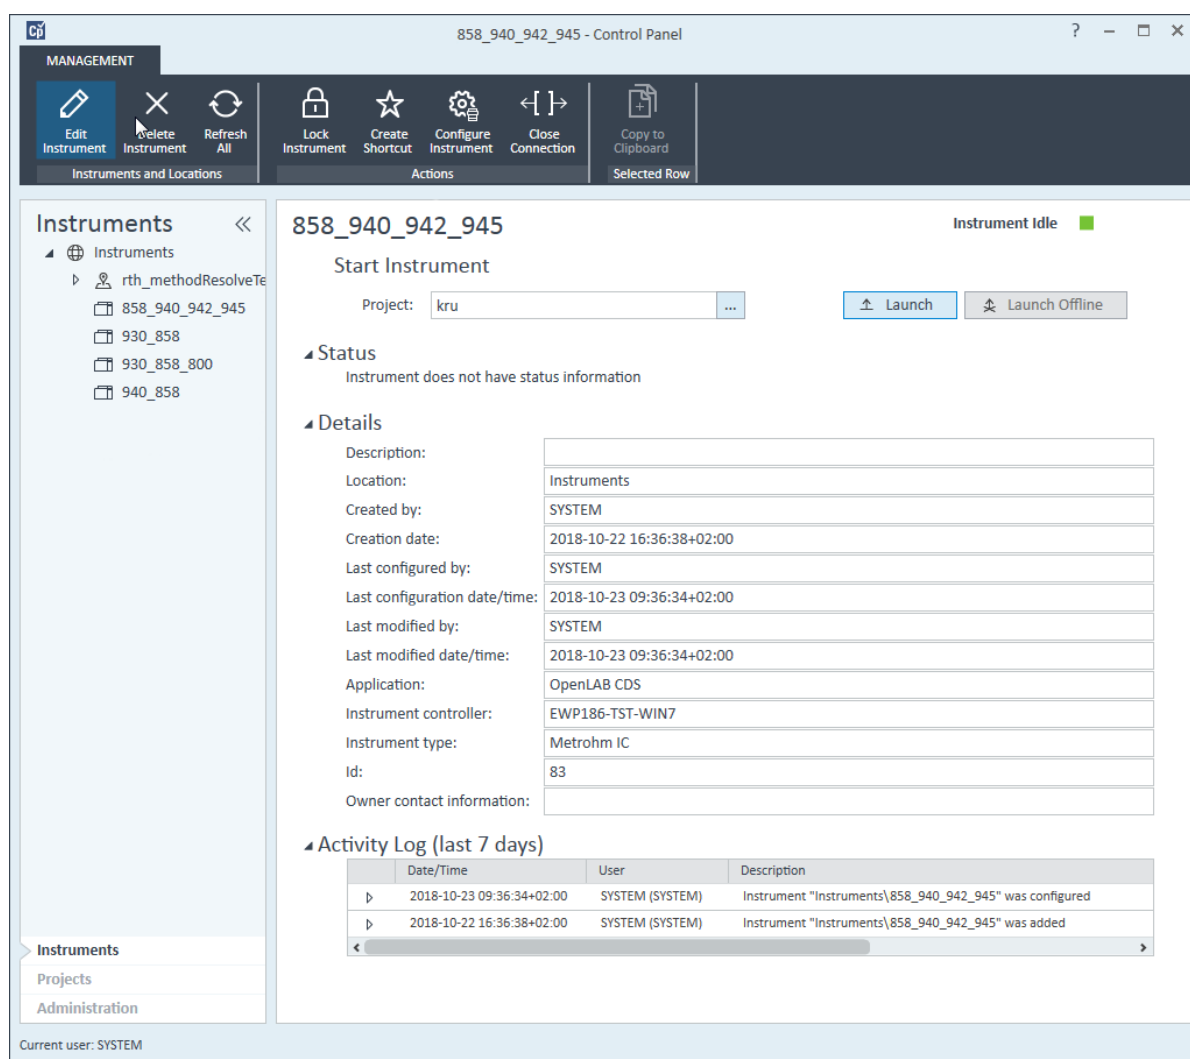 Cp
858_940_942_945 - Control Panel
?
MANAGEMENT
Edit Instrument
Delete Instrument
Refresh All
Instruments and Locations
Lock Instrument
Create Shortcut
Configure Instrument
Close Connection
Actions
Copy to Clipboard
Selected Row
Instruments
Instruments
rth_methodResolveTe
858_940_942_945
930_858
930_858_800
940_858
Instruments
Projects
Administration
858_940_942_945
Instrument Idle
Start Instrument
Project: kru ... Launch Launch Offline
Status
Instrument does not have status information
Details
Description:
Location: Instruments
Created by: SYSTEM
Creation date: 2018-10-22 16:36:38+02:00
Last configured by: SYSTEM
Last configuration date/time: 2018-10-23 09:36:34+02:00
Last modified by: SYSTEM
Last modified date/time: 2018-10-23 09:36:34+02:00
Application: OpenLAB CDS
Instrument controller: EWP186-TST-WIN7
Instrument type: Metrohm IC
Id: 83
Owner contact information:
Activity Log (last 7 days)
Date/Time User Description
2018-10-23 09:36:34+02:00 SYSTEM (SYSTEM) Instrument "Instruments\858_940_942_945" was configured
2018-10-22 16:36:38+02:00 SYSTEM (SYSTEM) Instrument "Instruments\858_940_942_945" was added
Current user: SYSTEM